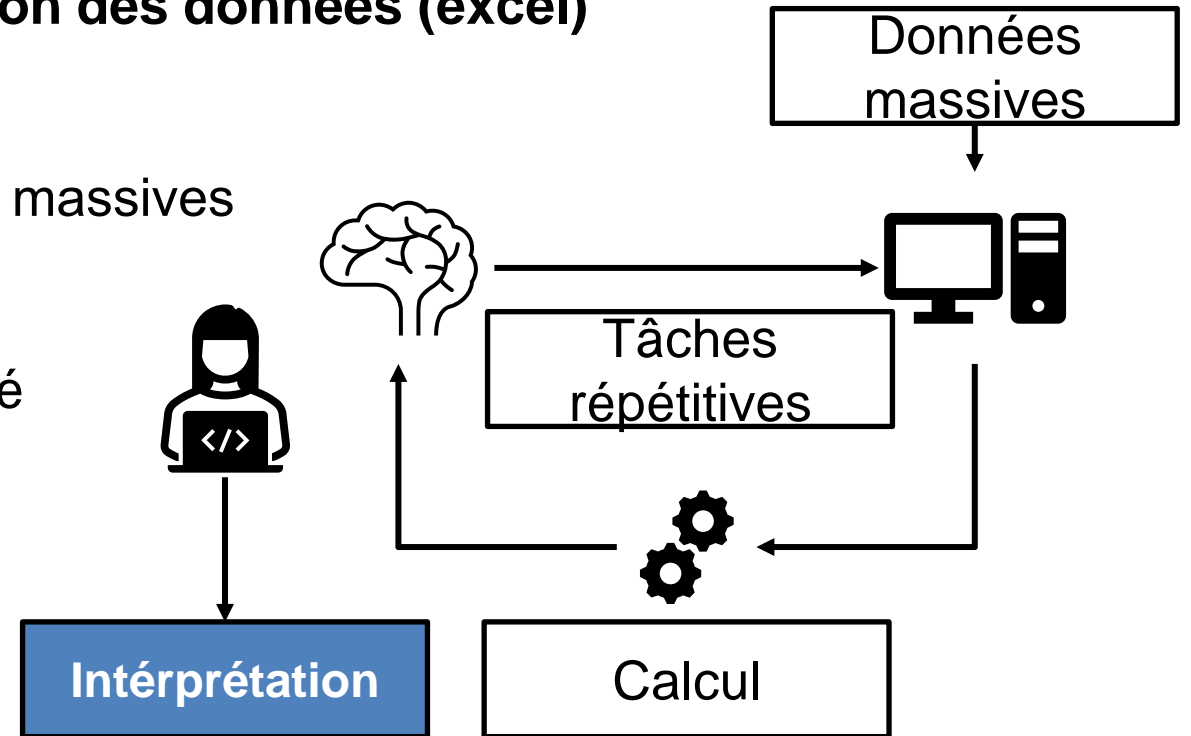 on des données (excel)
Données
massives
massives
Tâches
répétitives
é
</>
Intérprétation
Calcul